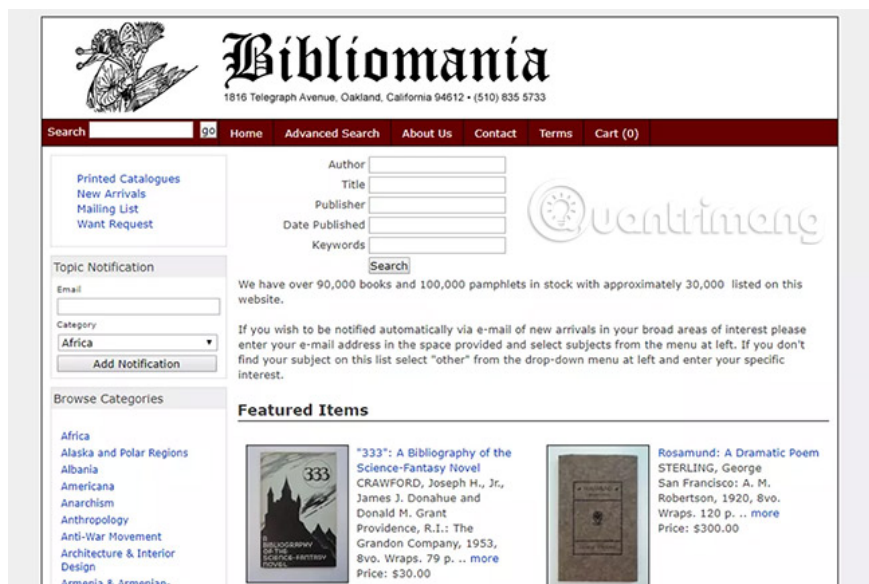 Bibliomania
1816 Telegraph Avenue, Oakland, California 94612 • (510) 835 5733
Search go Home Advanced Search About Us Contact Terms Cart (0)
Printed Catalogues
New Arrivals
Mailing List
Want Request
Topic Notification
Email
Category
Africa
Add Notification
Browse Categories
Africa
Alaska and Polar Regions
Albania
Americana
Anarchism
Anthropology
Anti-War Movement
Architecture & Interior
Design
Armenia & Armenian-
Author
Title
Publisher
Date Published
Keywords
Search
Quantrimang
We have over 90,000 books and 100,000 pamphlets in stock with approximately 30,000 listed on this
website.
If you wish to be notified automatically via e-mail of new arrivals in your broad areas of interest please
enter your e-mail address in the space provided and select subjects from the menu at left. If you don't
find your subject on this list select "other" from the drop-down menu at left and enter your specific
interest.
Featured Items
333
A
BIBLIOGRAPHY
OF THE
SCIENCE-FANTASY
NOVEL
"333": A Bibliography of the
Science-Fantasy Novel
CRAWFORD, Joseph H., Jr.,
James J. Donahue and
Donald M. Grant
Providence, R.I.: The
Grandon Company, 1953,
8vo. Wraps. 79 p. .. more
Price: $30.00
Rosamund: A Dramatic Poem
STERLING, George
San Francisco: A. M.
Robertson, 1920, 8vo.
Wraps. 120 p. .. more
Price: $300.00